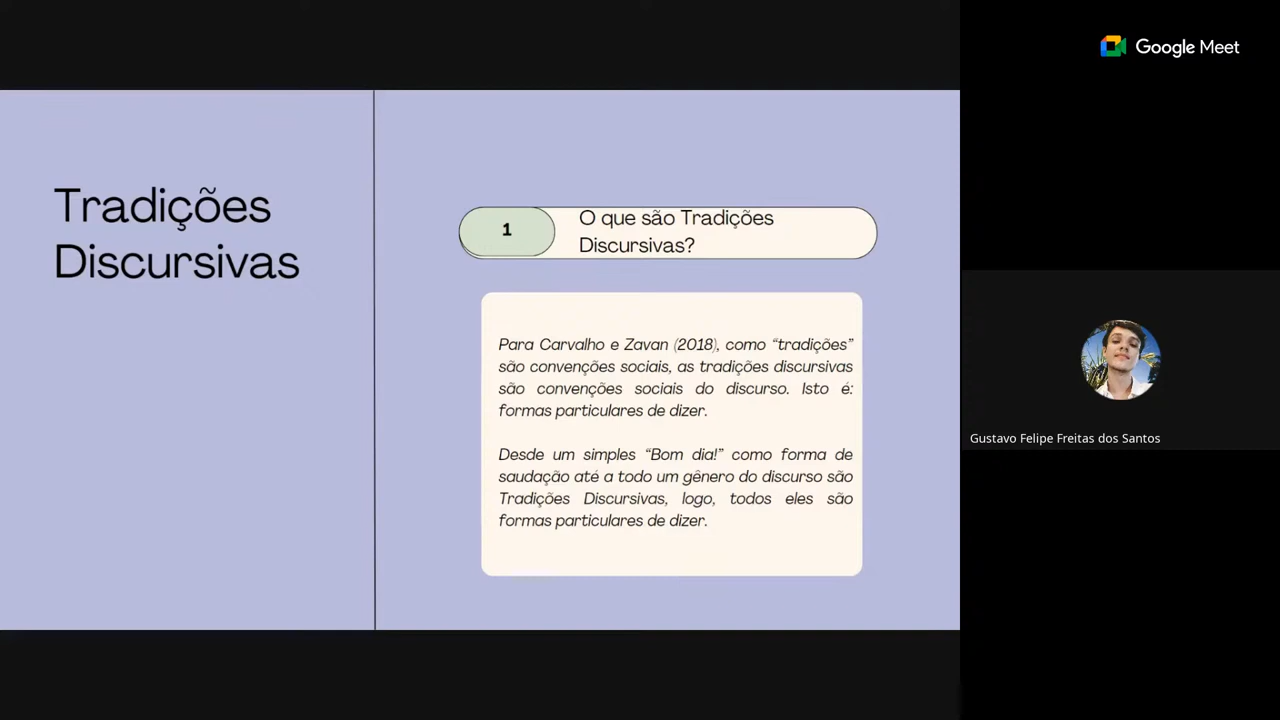 Google Meet
Tradições
Discursivas
1
O que são Tradições
Discursivas?
Para Carvalho e Zavan (2018), como “tradições”
são convenções sociais, as tradições discursivas
são convenções sociais do discurso. Isto é:
formas particulares de dizer.
Desde um simples “Bom dia!” como forma de
saudação até a todo um gênero do discurso são
Tradições Discursivas, logo, todos eles são
formas particulares de dizer.
Gustavo Felipe Freitas dos Santos